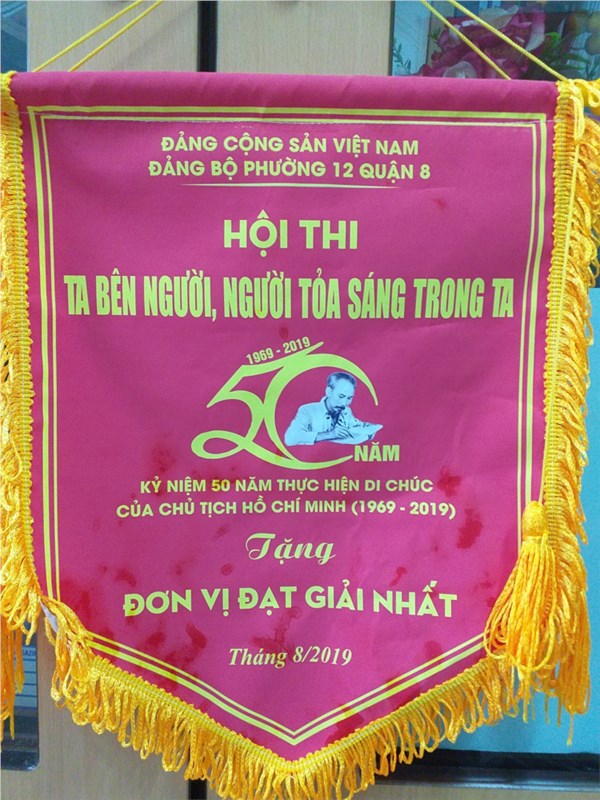 ĐẢNG CỘNG SẢN VIỆT NAM
ĐẢNG BỘ PHƯỜNG 12 QUẬN 8
HỘI THI
TA BÊN NGƯỜI, NGƯỜI TỎA SÁNG TRONG TA
1969 - 2019
50
NĂM
KỶ NIỆM 50 NĂM THỰC HIỆN DI CHÚC
CỦA CHỦ TỊCH HỒ CHÍ MINH (1969 - 2019)
Tặng
ĐƠN VỊ ĐẠT GIẢI NHẤT
Tháng 8/2019